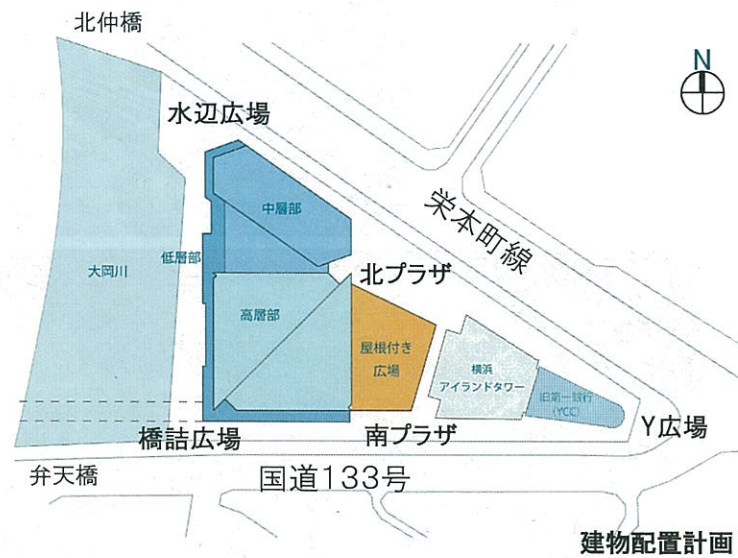 北仲橋
N
水辺広場
中層部
栄本町線
大岡川
低層部
北プラザ
高層部
屋根付き
広場
横浜
アイランドタワー
旧第一銀行
(YCC)
橋詰広場
南プラザ
Y広場
弁天橋
国道133号
建物配置計画